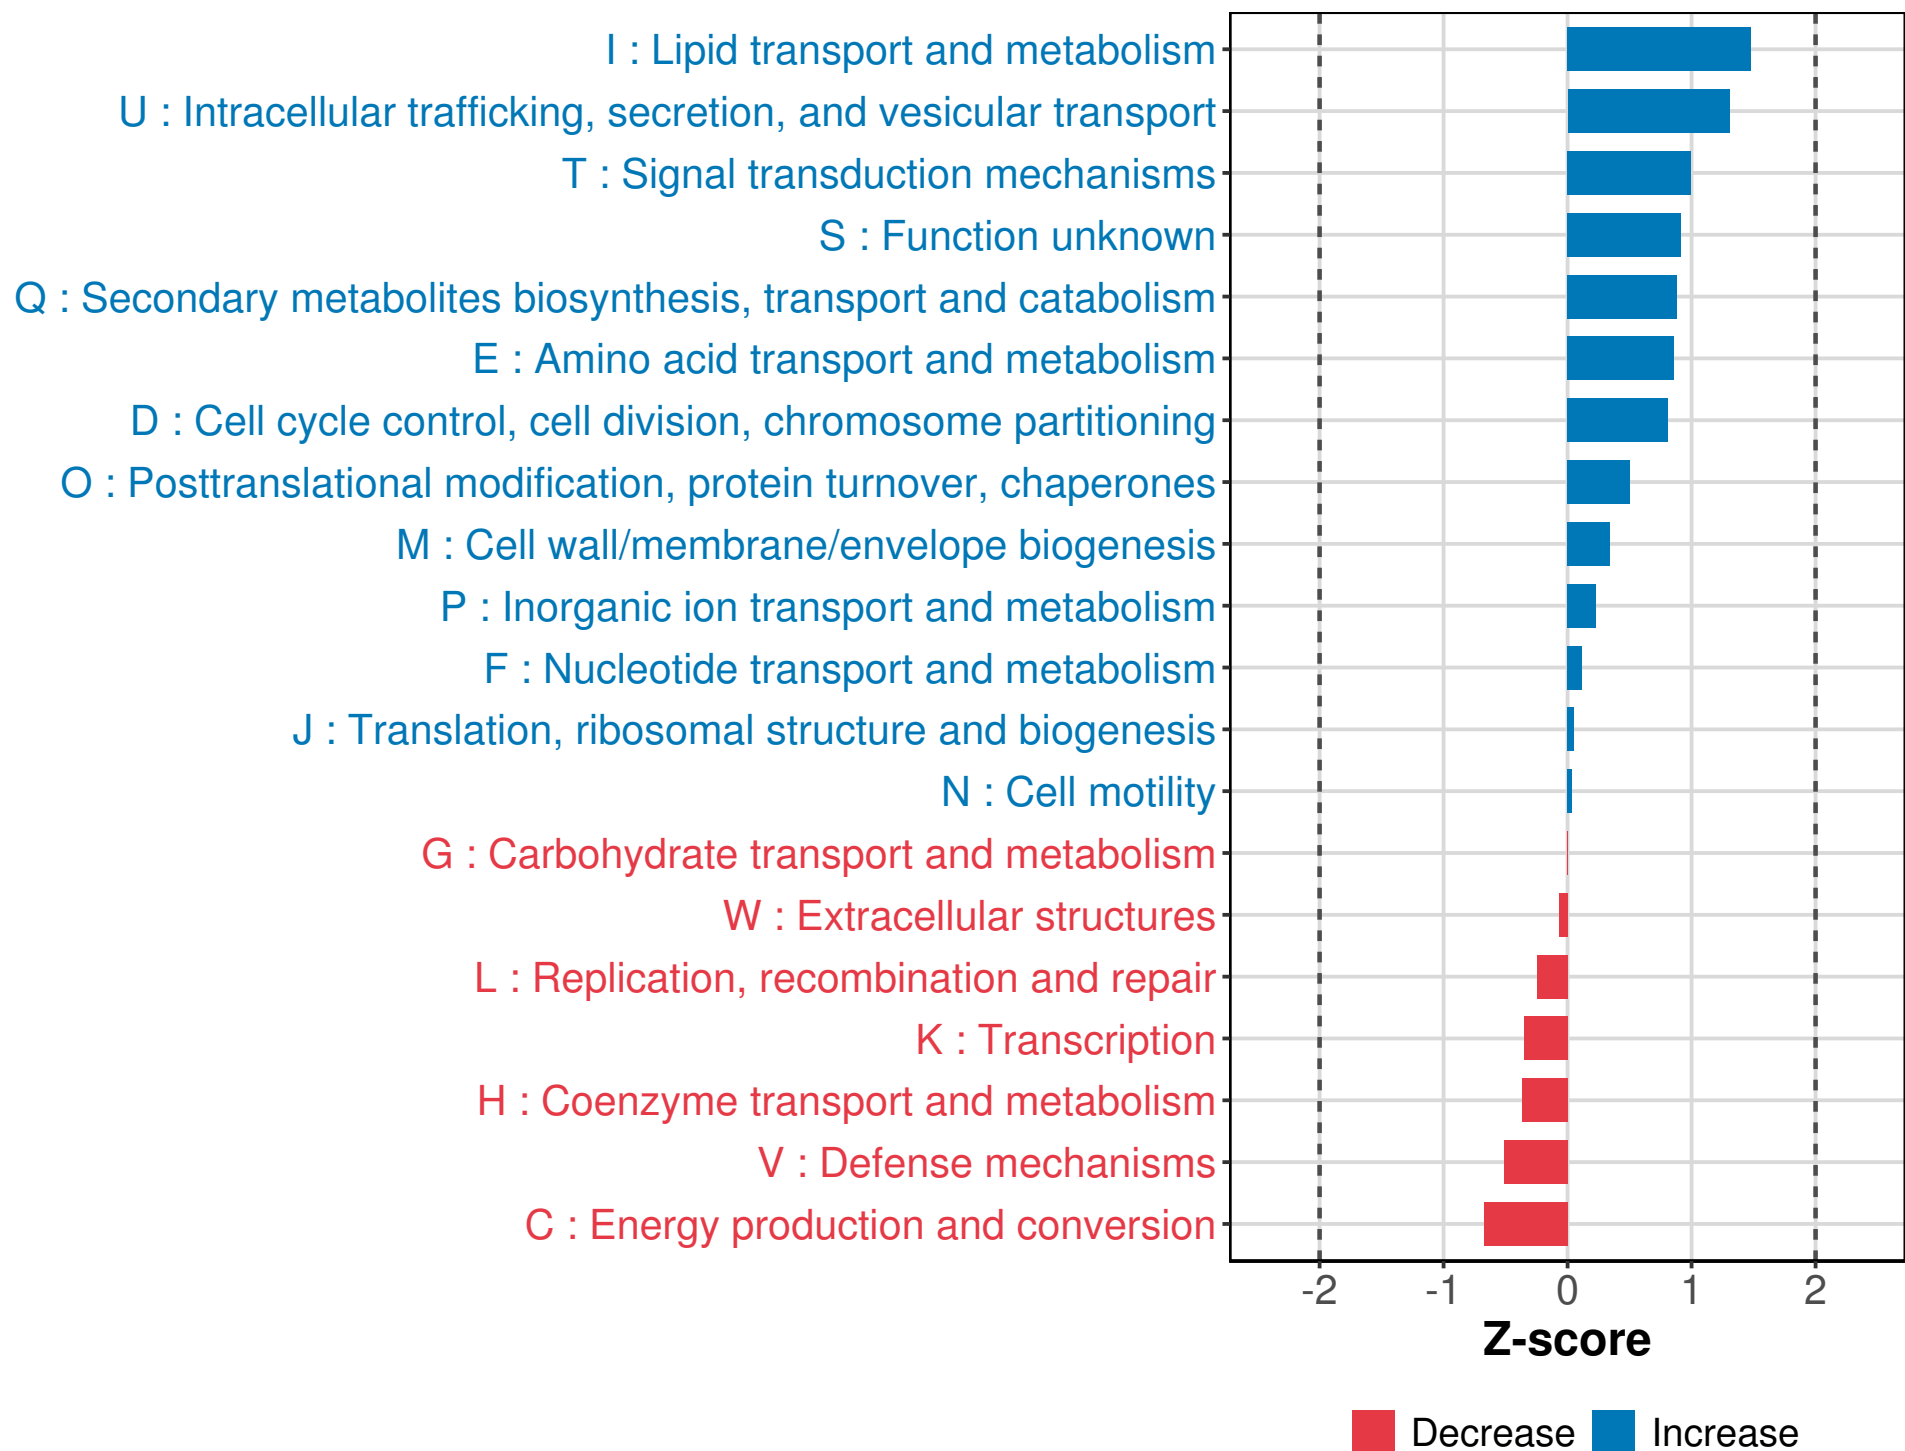 I : Lipid transport and metabolism
U : Intracellular trafficking, secretion, and vesicular transport
T : Signal transduction mechanisms
S : Function unknown
Q : Secondary metabolites biosynthesis, transport and catabolism
E : Amino acid transport and metabolism
D : Cell cycle control, cell division, chromosome partitioning
O : Posttranslational modification, protein turnover, chaperones
M : Cell wall/membrane/envelope biogenesis
P : Inorganic ion transport and metabolism
F : Nucleotide transport and metabolism
J : Translation, ribosomal structure and biogenesis
N : Cell motility
G : Carbohydrate transport and metabolism
W : Extracellular structures
L : Replication, recombination and repair
K : Transcription
H : Coenzyme transport and metabolism
V : Defense mechanisms
C : Energy production and conversion
-2 -1 0 1 2
Z-score
Decrease Increase